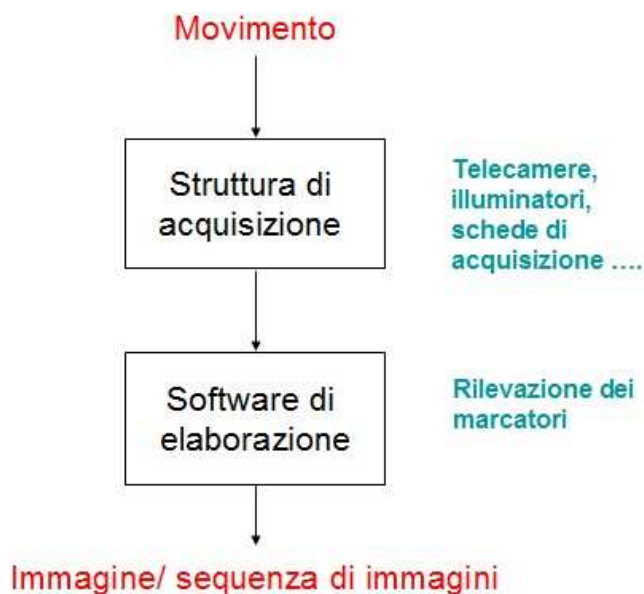 Movimento
Struttura di
acquisizione
Telecamere,
illuminatori,
schede di
acquisizione ....
Software di
elaborazione
Rilevazione dei
marcatori
Immagine/ sequenza di immagini